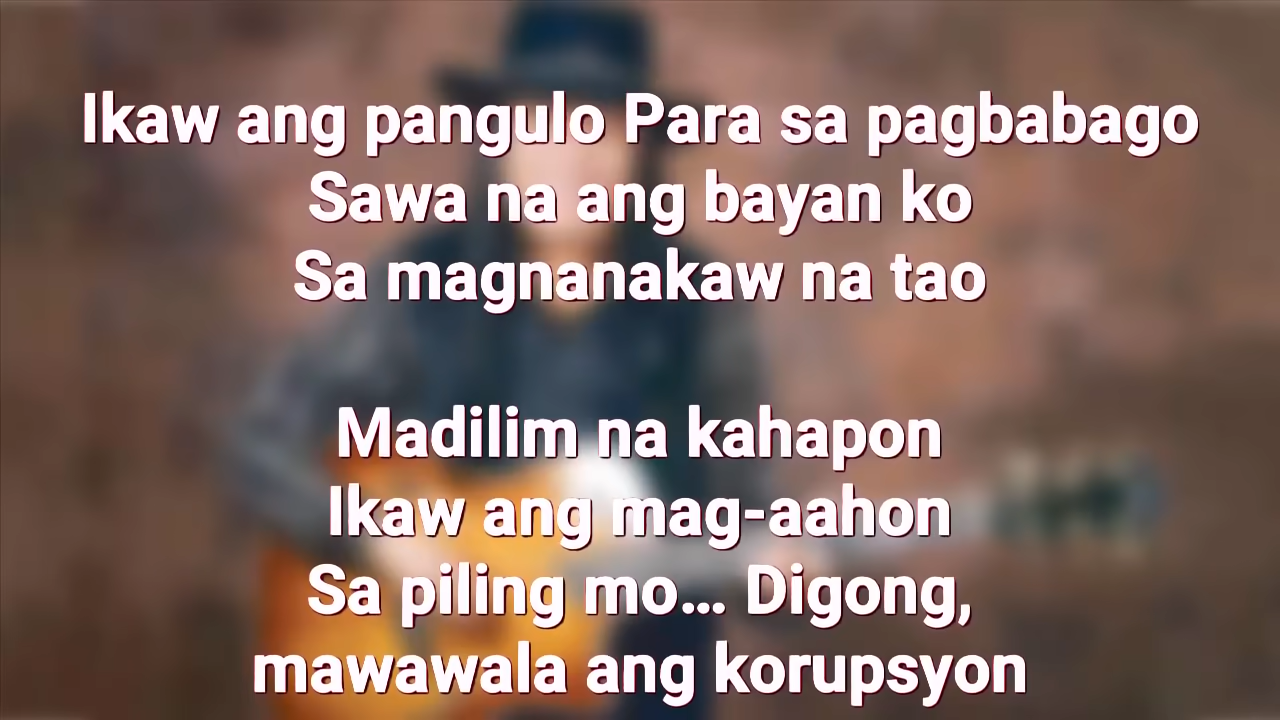 Ikaw ang pangulo Para sa pagbabago
Sawa na ang bayan ko
Sa magnanakaw na tao
Madilim na kahapon
Ikaw ang mag-aahon
Sa piling mo... Digong,
mawawala ang korupsyon